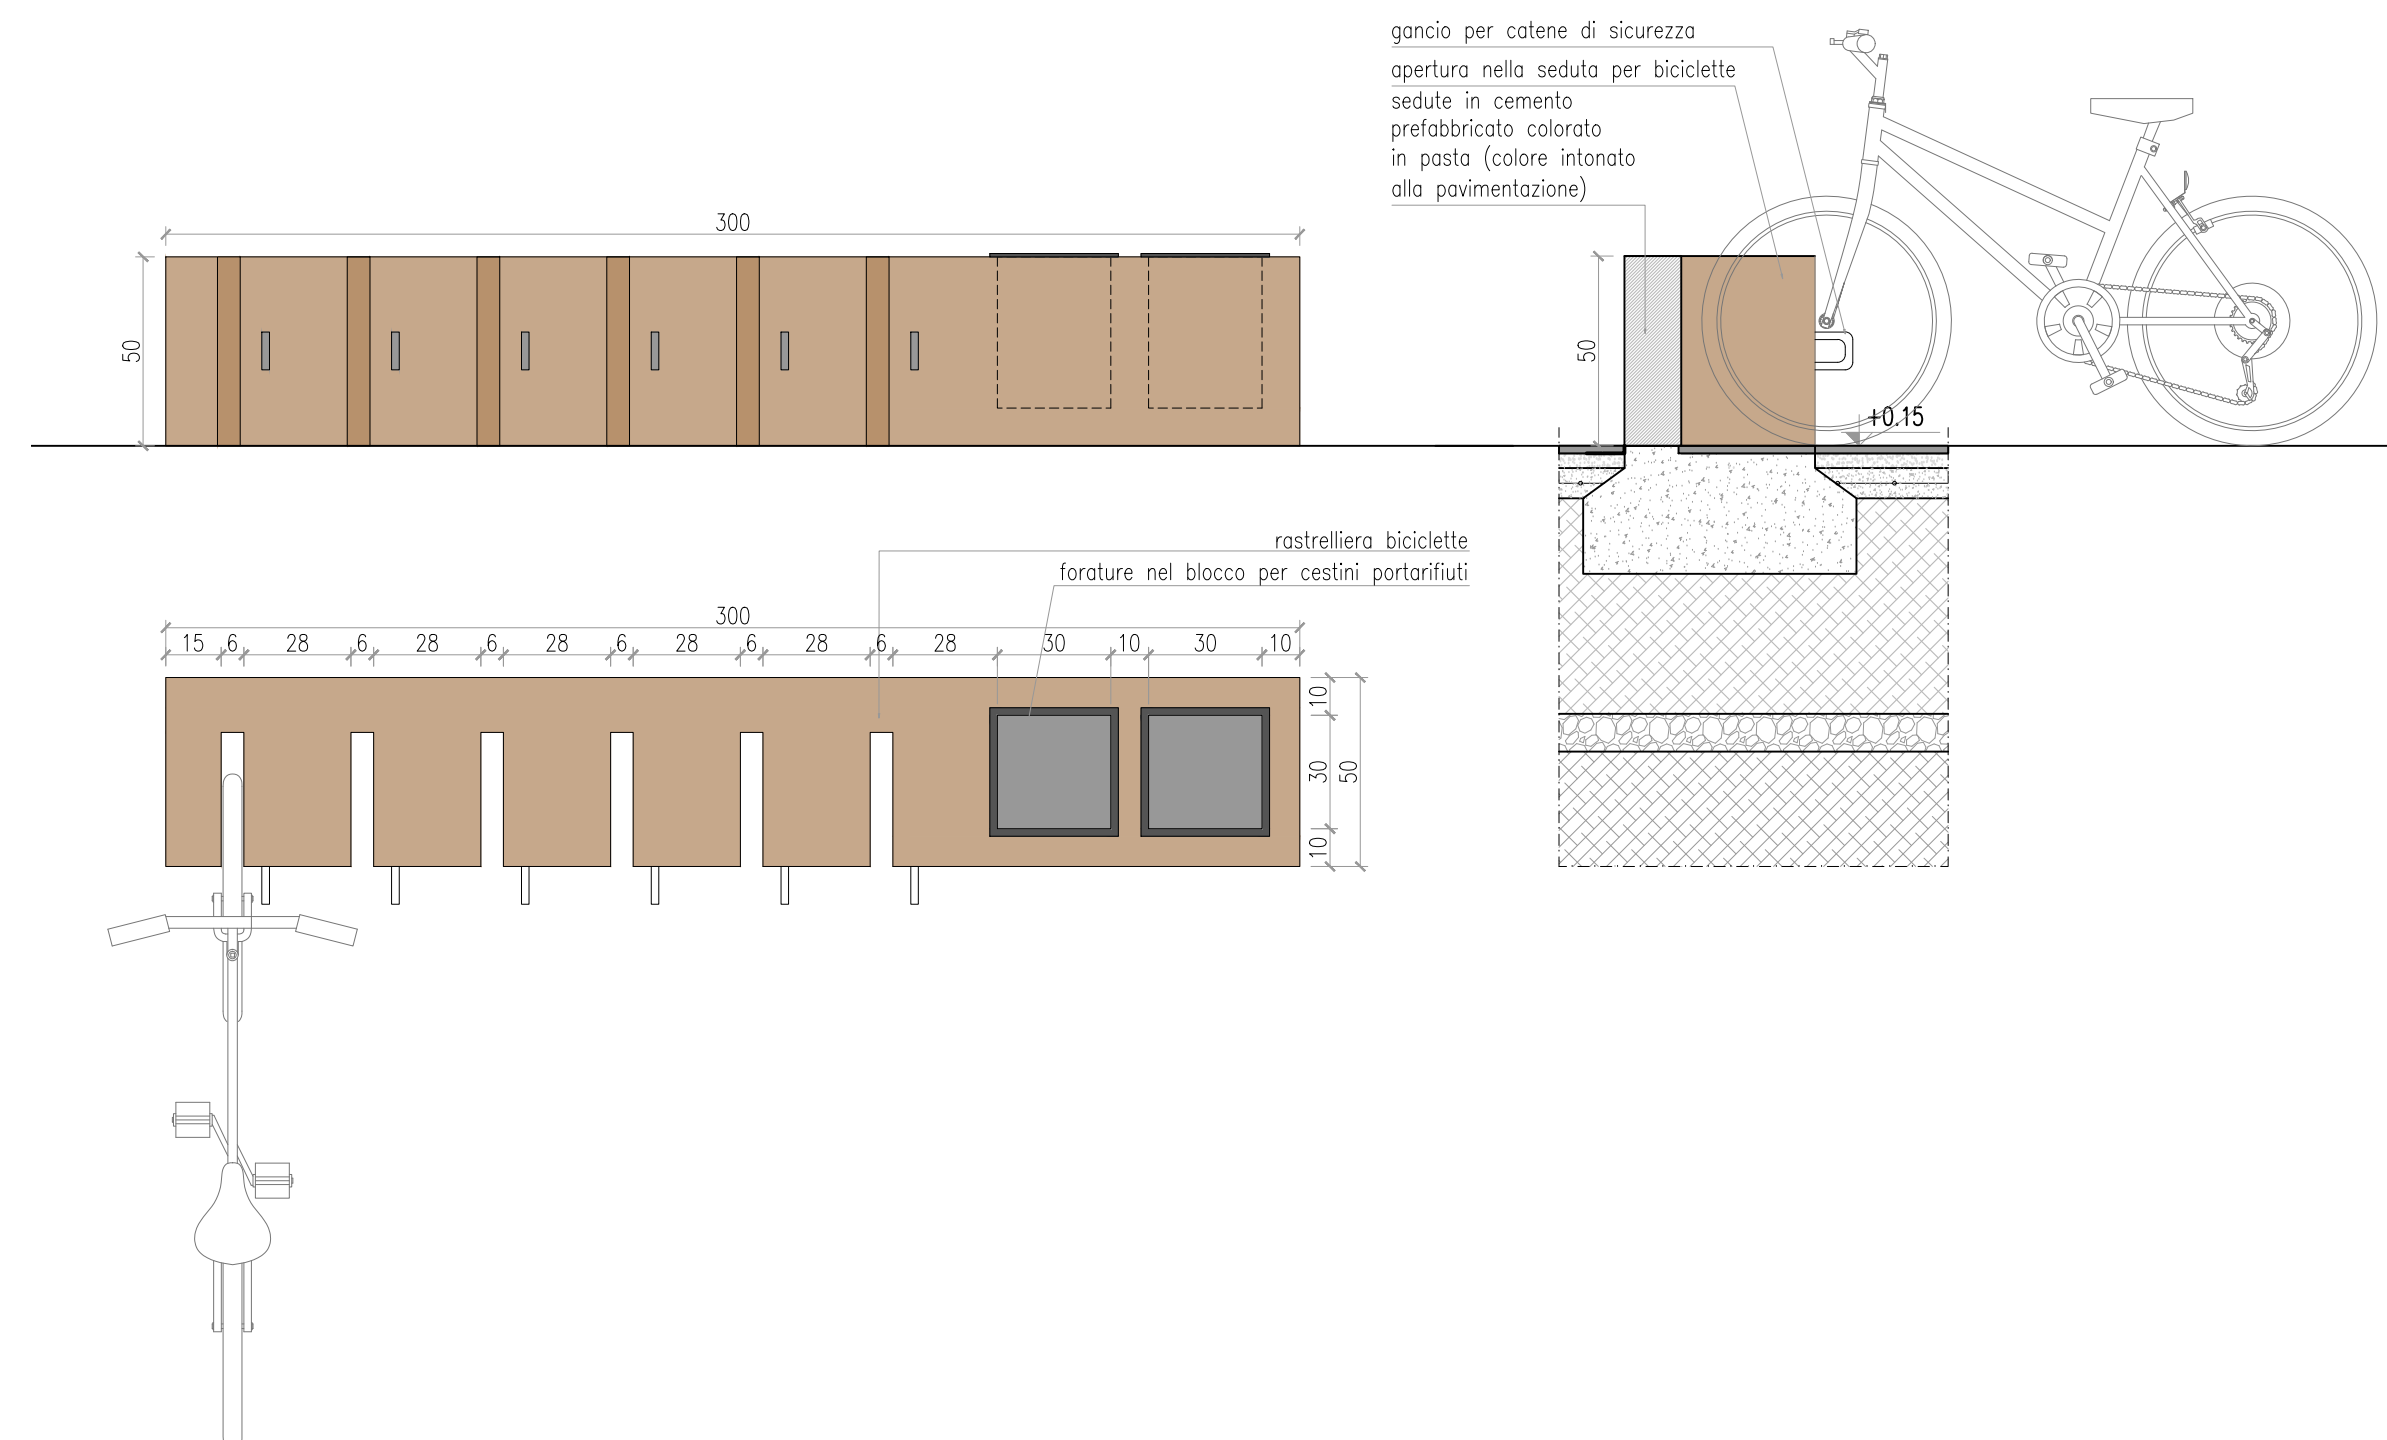 gancio per catene di sicurezza
apertura nella seduta per biciclette
sedute in cemento
prefabbricato colorato
in pasta (colore intonato
alla pavimentazione)
300
50
50
+0.15
rastrelliera biciclette
forature nel blocco per cestini portarifiuti
300
15 6 28 6 28 6 28 6 28 6 28 6 28 30 10 30 10
10
30
50
10